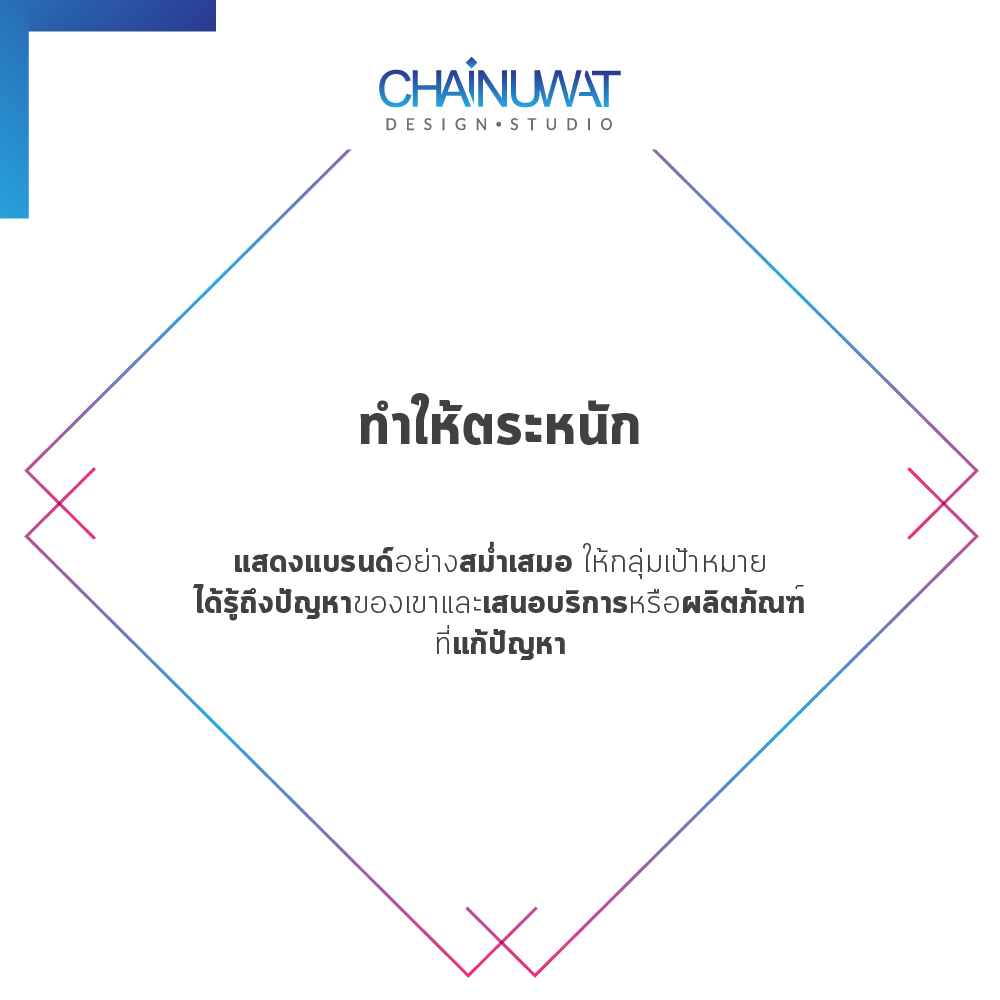 CHAINUWAT
DESIGN•STUDIO
ทำให้ตระหนัก
แสดงแบรนด์อย่างสม่ำเสมอ ให้กลุ่มเป้าหมาย
ได้รู้ถึงปัญหาของเขาและเสนอบริการหรือผลิตภัณฑ์
ที่แก้ปัญหา